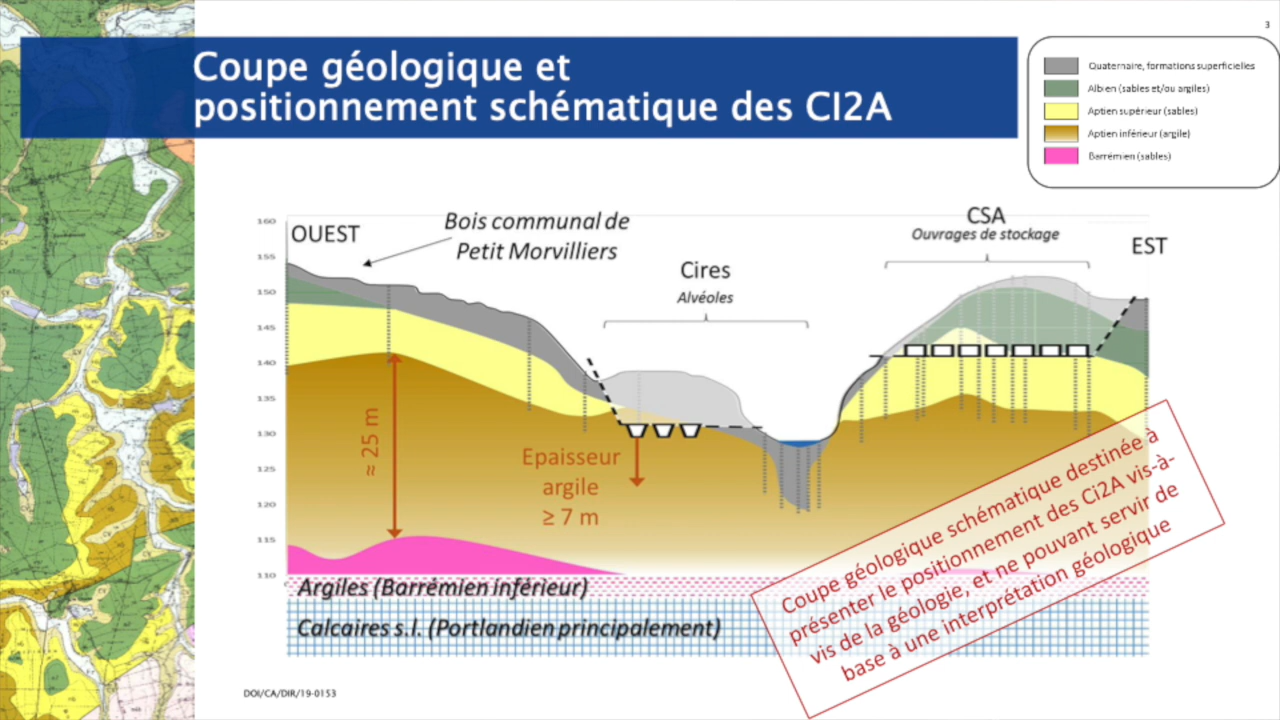 3
Coupe géologique et
positionnement schématique des CI2A
Quaternaire, formations superficielles
Albien (sables et/ou argiles)
Aptien supérieur (sables)
Aptien inférieur (argile)
Barrémien (sables)
160
155
150
145
140
135
130
125
120
115
110
OUEST
Bois communal de
Petit Morvilliers
Cires
Alvéoles
CSA
Ouvrages de stockage
EST
≈ 25 m
Epaisseur
argile
≥ 7 m
Argiles (Barrémien inférieur)
Calcaires s.l. (Portlandien principalement)
Coupe géologique schématique destinée à
présenter le positionnement des Ci2A vis-à-
vis de la géologie, et ne pouvant servir de
base à une interprétation géologique
DOI/CA/DIR/19-0153